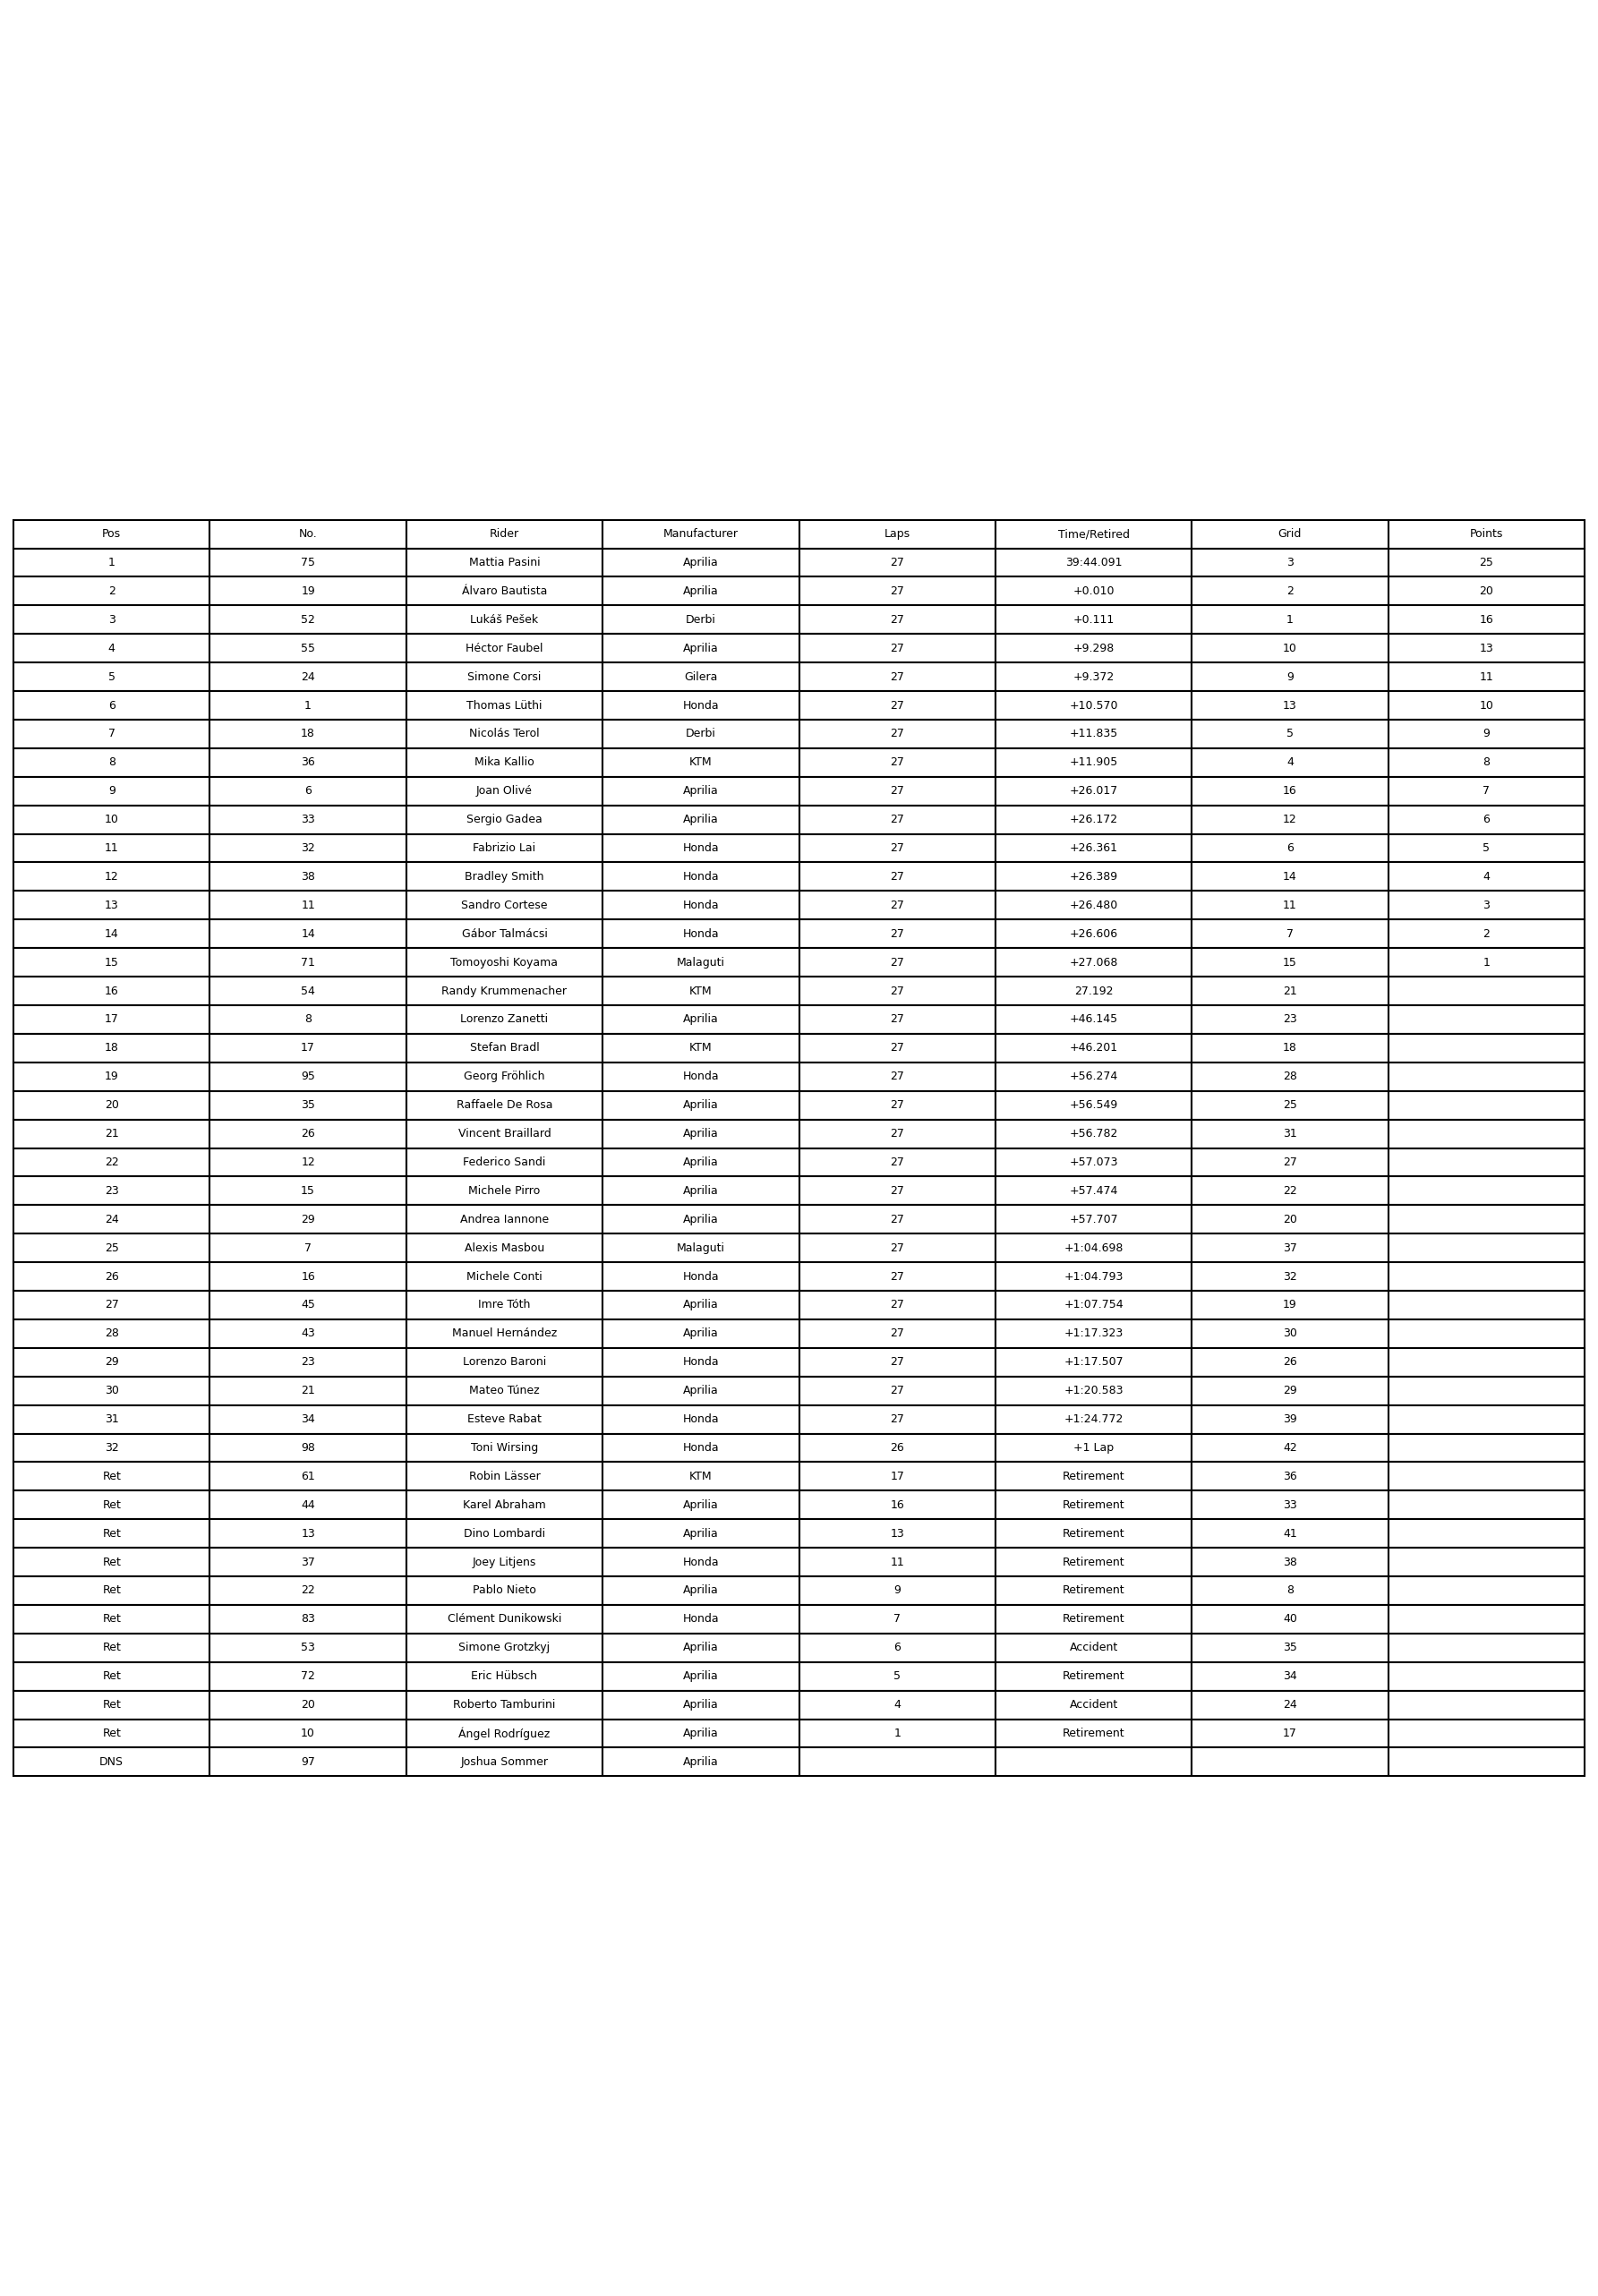 Pos No. Rider Manufacturer Laps Time/Retired Grid Points
1 75 Mattia Pasini Aprilia 27 39:44.091 3 25
2 19 Álvaro Bautista Aprilia 27 +0.010 2 20
3 52 Lukáš Pešek Derbi 27 +0.111 1 16
4 55 Héctor Faubel Aprilia 27 +9.298 10 13
5 24 Simone Corsi Gilera 27 +9.372 9 11
6 1 Thomas Lüthi Honda 27 +10.570 13 10
7 18 Nicolás Terol Derbi 27 +11.835 5 9
8 36 Mika Kallio KTM 27 +11.905 4 8
9 6 Joan Olivé Aprilia 27 +26.017 16 7
10 33 Sergio Gadea Aprilia 27 +26.172 12 6
11 32 Fabrizio Lai Honda 27 +26.361 6 5
12 38 Bradley Smith Honda 27 +26.389 14 4
13 11 Sandro Cortese Honda 27 +26.480 11 3
14 14 Gábor Talmácsi Honda 27 +26.606 7 2
15 71 Tomoyoshi Koyama Malaguti 27 +27.068 15 1
16 54 Randy Krummenacher KTM 27 27.192 21
17 8 Lorenzo Zanetti Aprilia 27 +46.145 23
18 17 Stefan Bradl KTM 27 +46.201 18
19 95 Georg Fröhlich Honda 27 +56.274 28
20 35 Raffaele De Rosa Aprilia 27 +56.549 25
21 26 Vincent Braillard Aprilia 27 +56.782 31
22 12 Federico Sandi Aprilia 27 +57.073 27
23 15 Michele Pirro Aprilia 27 +57.474 22
24 29 Andrea Iannone Aprilia 27 +57.707 20
25 7 Alexis Masbou Malaguti 27 +1:04.698 37
26 16 Michele Conti Honda 27 +1:04.793 32
27 45 Imre Tóth Aprilia 27 +1:07.754 19
28 43 Manuel Hernández Aprilia 27 +1:17.323 30
29 23 Lorenzo Baroni Honda 27 +1:17.507 26
30 21 Mateo Túnez Aprilia 27 +1:20.583 29
31 34 Esteve Rabat Honda 27 +1:24.772 39
32 98 Toni Wirsing Honda 26 +1 Lap 42
Ret 61 Robin Lässer KTM 17 Retirement 36
Ret 44 Karel Abraham Aprilia 16 Retirement 33
Ret 13 Dino Lombardi Aprilia 13 Retirement 41
Ret 37 Joey Litjens Honda 11 Retirement 38
Ret 22 Pablo Nieto Aprilia 9 Retirement 8
Ret 83 Clément Dunikowski Honda 7 Retirement 40
Ret 53 Simone Grotzkyj Aprilia 6 Accident 35
Ret 72 Eric Hübsch Aprilia 5 Retirement 34
Ret 20 Roberto Tamburini Aprilia 4 Accident 24
Ret 10 Ángel Rodríguez Aprilia 1 Retirement 17
DNS 97 Joshua Sommer Aprilia